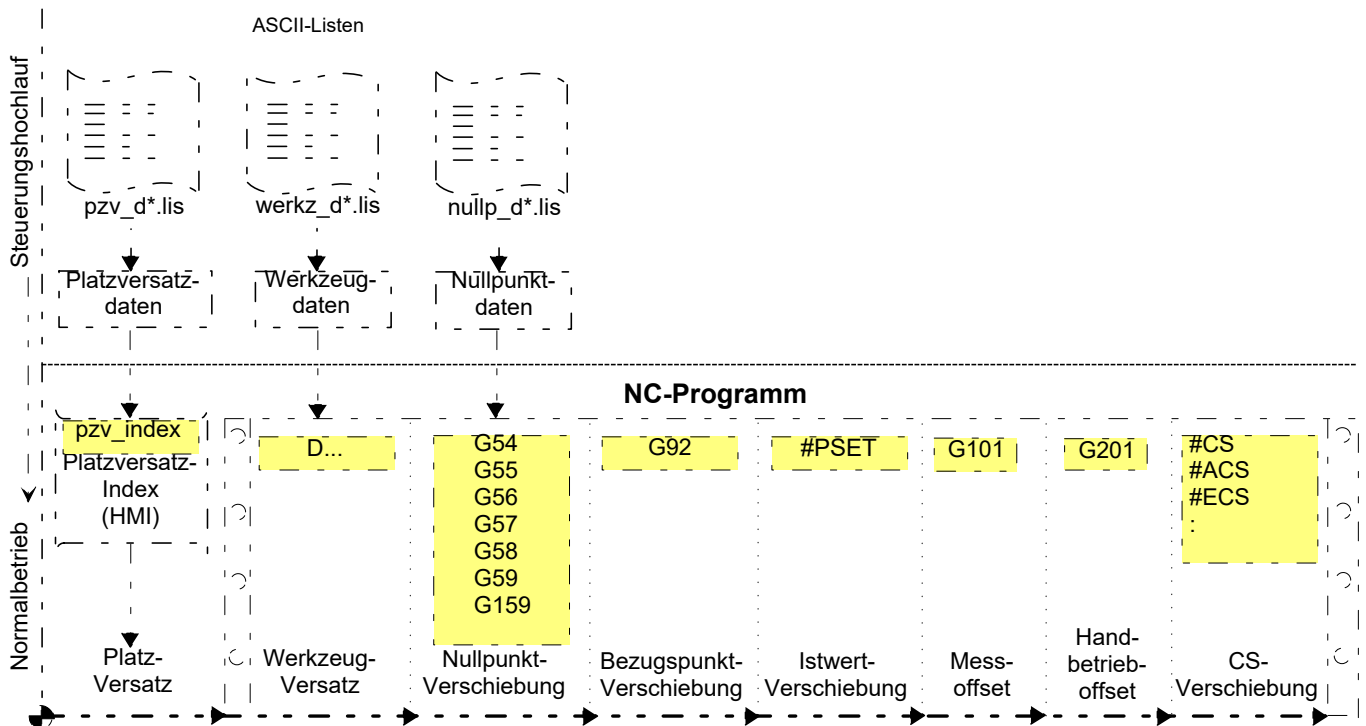 ASCII-Listen
Steuerungshochlauf
pzv_d*.lis
werkz_d*.lis
nullp_d*.lis
Platzversatz-
daten
Werkzeug-
daten
Nullpunkt-
daten
NC-Programm
Normalbetrieb
pzv_index
Platzversatz-
Index
(HMI)
D...
G54
G55
G56
G57
G58
G59
G159
G92
#PSET
G101
G201
#CS
#ACS
#ECS
:
Platz-
Versatz
Werkzeug-
Versatz
Nullpunkt-
Verschiebung
Bezugspunkt-
Verschiebung
Istwert-
Verschiebung
Mess-
offset
Hand-
betrieb-
offset
CS-
Verschiebung